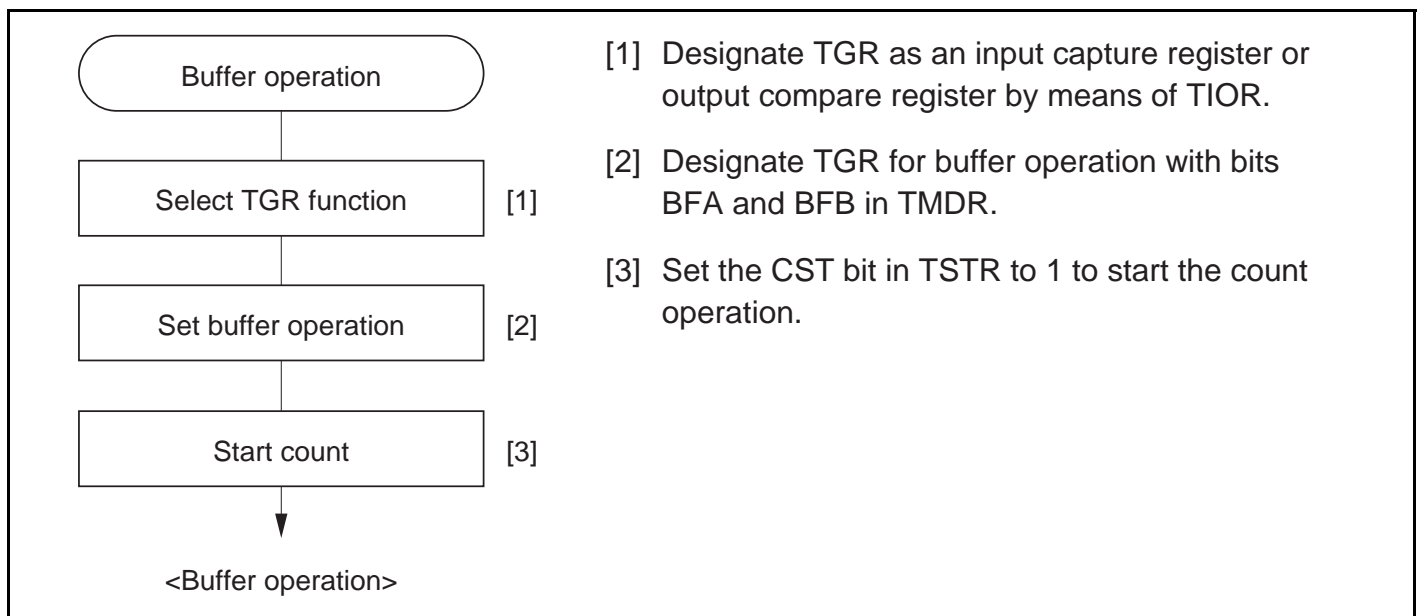 Buffer operation
Select TGR function [1]
Set buffer operation [2]
Start count [3]
<Buffer operation>
[1] Designate TGR as an input capture register or
output compare register by means of TIOR.
[2] Designate TGR for buffer operation with bits
BFA and BFB in TMDR.
[3] Set the CST bit in TSTR to 1 to start the count
operation.